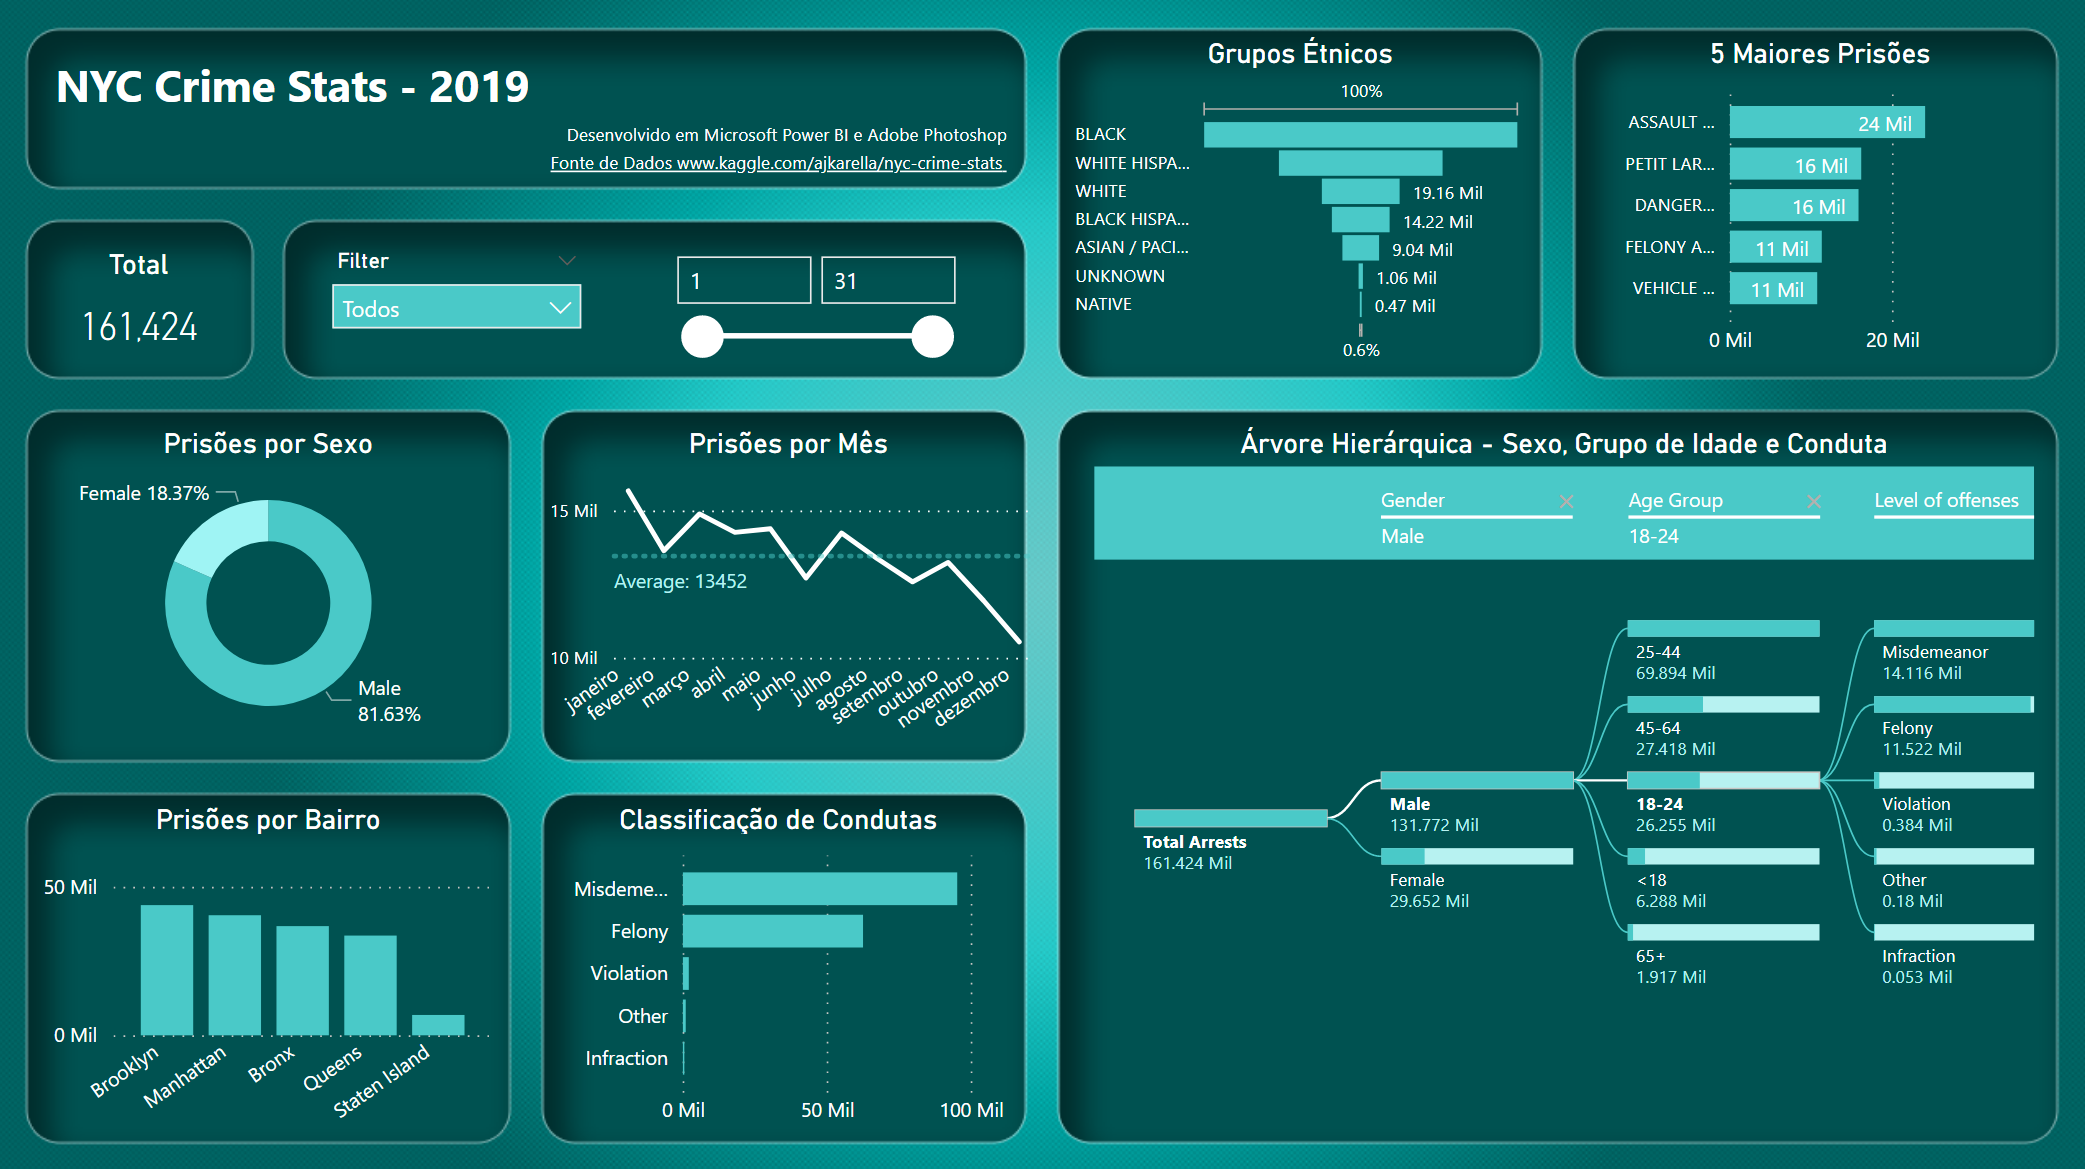 NYC Crime Stats - 2019
Desenvolvido em Microsoft Power BI e Adobe Photoshop
Fonte de Dados www.kaggle.com/ajkarella/nyc-crime-stats
Total
161,424
Filter
Todos
1
31
Grupos Étnicos
100%
BLACK
WHITE HISPA...
WHITE
19.16 Mil
BLACK HISPA...
14.22 Mil
ASIAN / PACI...
9.04 Mil
UNKNOWN
1.06 Mil
NATIVE
0.47 Mil
0.6%
5 Maiores Prisões
ASSAULT ...
24 Mil
PETIT LAR...
16 Mil
DANGER...
16 Mil
FELONY A...
11 Mil
VEHICLE ...
11 Mil
0 Mil
20 Mil
Prisões por Sexo
Female 18.37%
Male
81.63%
Prisões por Mês
15 Mil
Average: 13452
10 Mil
janeiro
fevereiro
março
abril
maio
junho
julho
agosto
setembro
outubro
novembro
dezembro
Prisões por Bairro
50 Mil
0 Mil
Brooklyn
Manhattan
Bronx
Queens
Staten Island
Classificação de Condutas
Misdeme...
Felony
Violation
Other
Infraction
0 Mil
50 Mil
100 Mil
Árvore Hierárquica - Sexo, Grupo de Idade e Conduta
Gender
Male
Age Group
18-24
Level of offenses
Total Arrests
161.424 Mil
Male
131.772 Mil
Female
29.652 Mil
25-44
69.894 Mil
45-64
27.418 Mil
18-24
26.255 Mil
<18
6.288 Mil
65+
1.917 Mil
Misdemeanor
14.116 Mil
Felony
11.522 Mil
Violation
0.384 Mil
Other
0.18 Mil
Infraction
0.053 Mil